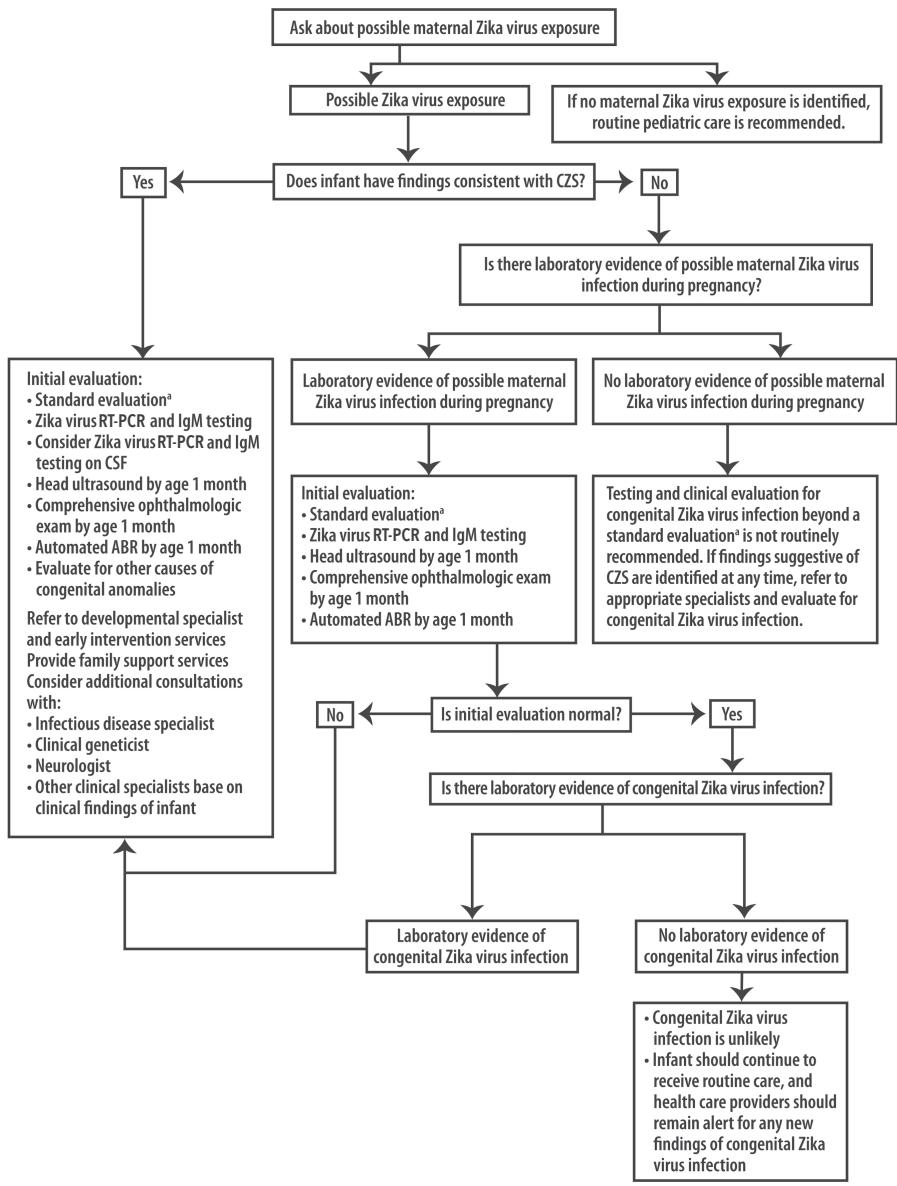 Ask about possible maternal Zika virus exposure
Possible Zika virus exposure
If no maternal Zika virus exposure is identified,
routine pediatric care is recommended.
Yes
Does infant have findings consistent with CZS?
No
Is there laboratory evidence of possible maternal Zika virus
infection during pregnancy?
Initial evaluation:
• Standard evaluationᵃ
• Zika virus RT-PCR and IgM testing
• Consider Zika virus RT-PCR and IgM
testing on CSF
• Head ultrasound by age 1 month
• Comprehensive ophthalmologic
exam by age 1 month
• Automated ABR by age 1 month
• Evaluate for other causes of
congenital anomalies
Refer to developmental specialist
and early intervention services
Provide family support services
Consider additional consultations
with:
• Infectious disease specialist
• Clinical geneticist
• Neurologist
• Other clinical specialists base on
clinical findings of infant
Laboratory evidence of possible maternal
Zika virus infection during pregnancy
No laboratory evidence of possible maternal
Zika virus infection during pregnancy
Initial evaluation:
• Standard evaluationᵃ
• Zika virus RT-PCR and IgM testing
• Head ultrasound by age 1 month
• Comprehensive ophthalmologic exam
by age 1 month
• Automated ABR by age 1 month
Testing and clinical evaluation for
congenital Zika virus infection beyond a
standard evaluationᵃ is not routinely
recommended. If findings suggestive of
CZS are identified at any time, refer to
appropriate specialists and evaluate for
congenital Zika virus infection.
No
Is initial evaluation normal?
Yes
Is there laboratory evidence of congenital Zika virus infection?
Laboratory evidence of
congenital Zika virus infection
No laboratory evidence of
congenital Zika virus infection
• Congenital Zika virus
infection is unlikely
• Infant should continue to
receive routine care, and
health care providers should
remain alert for any new
findings of congenital Zika
virus infection